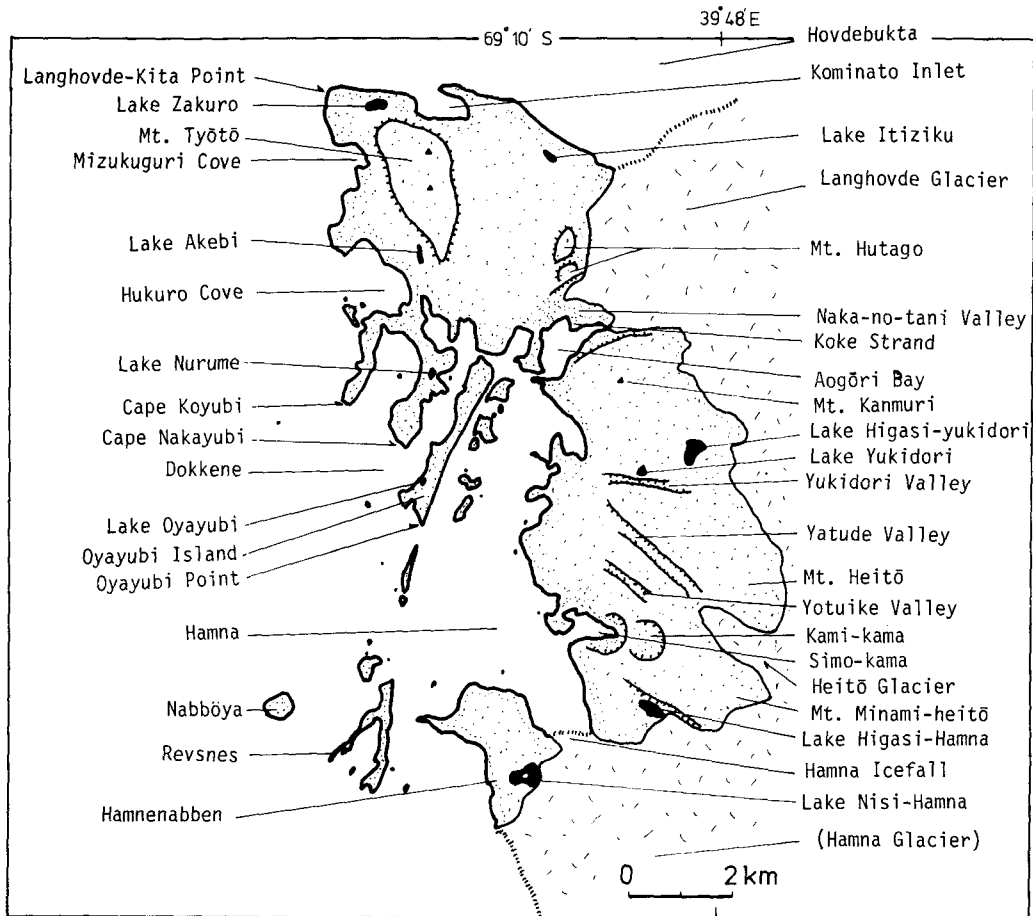 39°48′E
69°10′ S
Hovdebukta
Langhovde-Kita Point
Kominato Inlet
Lake Zakuro
Mt. Tyōtō
Lake Itiziku
Mizukuguri Cove
Langhovde Glacier
Lake Akebi
Mt. Hutago
Hukuro Cove
Naka-no-tani Valley
Koke Strand
Lake Nurume
Aogōri Bay
Cape Koyubi
Mt. Kanmuri
Cape Nakayubi
Lake Higasi-yukidori
Dokkene
Lake Yukidori
Yukidori Valley
Lake Oyayubi
Yatude Valley
Oyayubi Island
Oyayubi Point
Mt. Heitō
Yotuike Valley
Hamna
Kami-kama
Simo-kama
Heitō Glacier
Nabböya
Mt. Minami-heitō
Lake Higasi-Hamna
Revsnes
Hamna Icefall
Lake Nisi-Hamna
Hamnenabben
(Hamna Glacier)
0 2 km